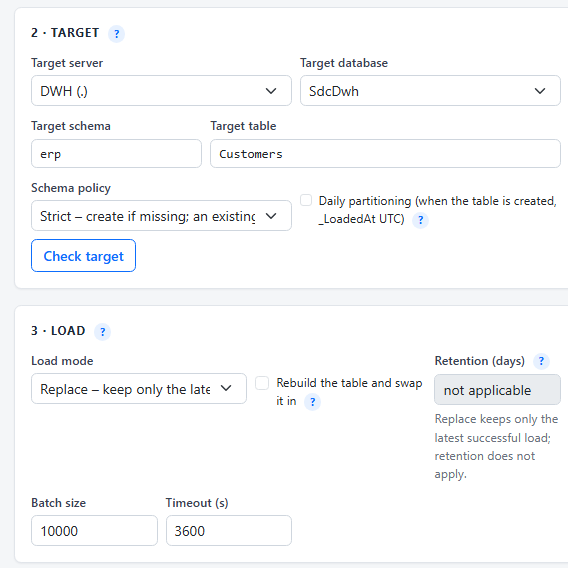 2 · TARGET ?
Target server
Target database
DWH (.)
SdcDwh
Target schema
Target table
erp
Customers
Schema policy
Strict – create if missing; an existing
Daily partitioning (when the table is created,
_LoadedAt UTC) ?
Check target
3 · LOAD ?
Load mode
Retention (days) ?
Replace – keep only the late
Rebuild the table and swap
it in ?
not applicable
Replace keeps only the
latest successful load;
retention does not
apply.
Batch size
Timeout (s)
10000
3600